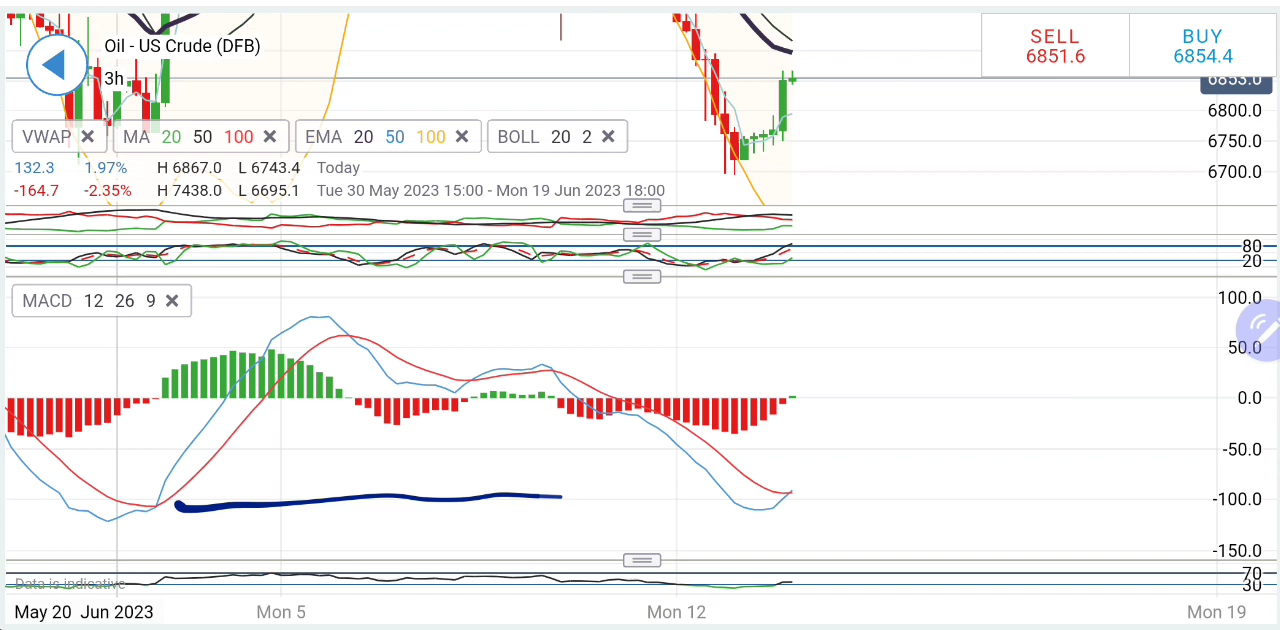 Oil - US Crude (DFB)
SELL
6851.6
BUY
6854.4
3h
6853.0
6800.0
6750.0
6700.0
VWAP ✕ MA 20 50 100 ✕ EMA 20 50 100 ✕ BOLL 20 2 ✕
132.3 1.97% H 6867.0 L 6743.4 Today
-164.7 -2.35% H 7438.0 L 6695.1 Tue 30 May 2023 15:00 - Mon 19 Jun 2023 18:00
80
20
MACD 12 26 9 ✕
100.0
50.0
0.0
-50.0
-100.0
-150.0
Data is indicative
70
30
May 20 Jun 2023 Mon 5 Mon 12 Mon 19